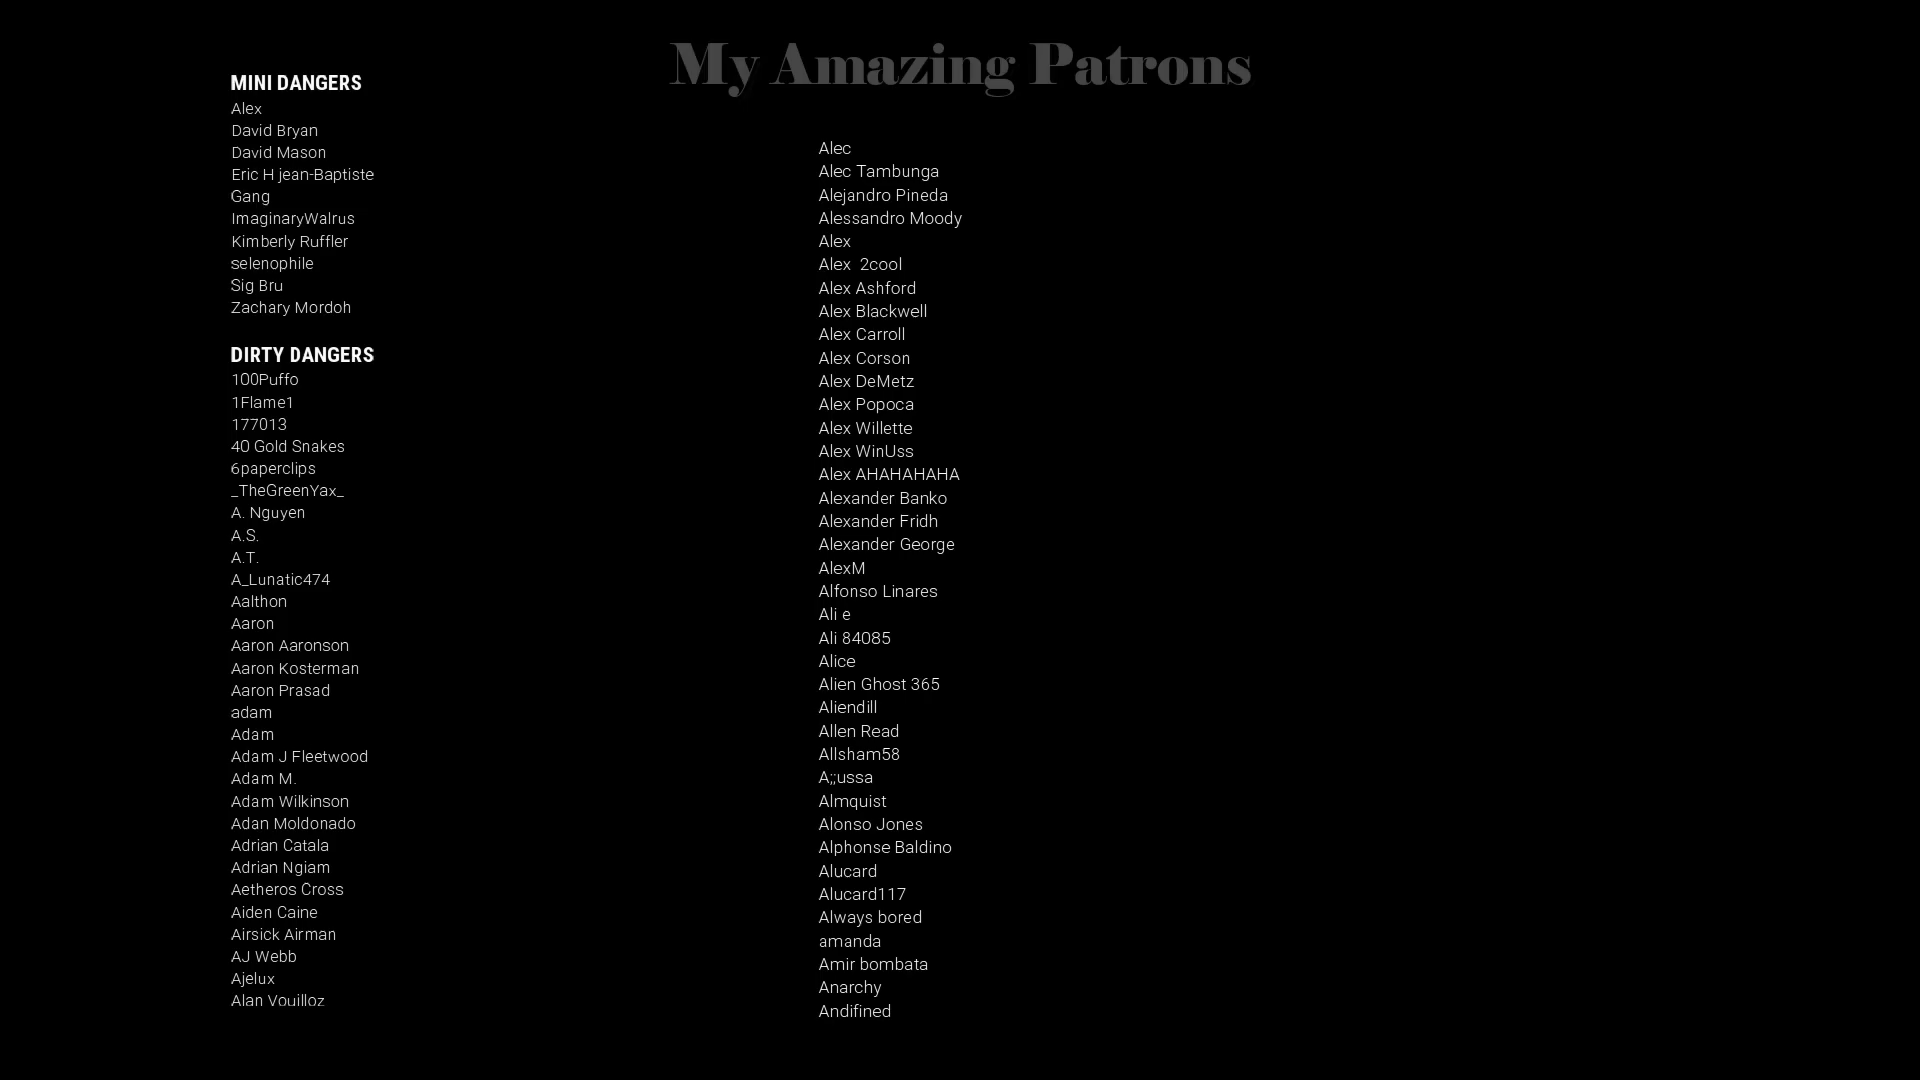 My Amazing Patrons
MINI DANGERS
Alex
David Bryan
David Mason
Eric H jean-Baptiste
Gang
ImaginaryWalrus
Kimberly Ruffler
selenophile
Sig Bru
Zachary Mordoh
DIRTY DANGERS
100Puffo
1Flame1
177013
40 Gold Snakes
6paperclips
_TheGreenYax_
A. Nguyen
A.S.
A.T.
A_Lunatic474
Aalthon
Aaron
Aaron Aaronson
Aaron Kosterman
Aaron Prasad
adam
Adam
Adam J Fleetwood
Adam M.
Adam Wilkinson
Adan Moldonado
Adrian Catala
Adrian Ngiam
Aetheros Cross
Aiden Caine
Airsick Airman
AJ Webb
Ajelux
Alan Vouilloz
Alec
Alec Tambunga
Alejandro Pineda
Alessandro Moody
Alex
Alex  2cool
Alex Ashford
Alex Blackwell
Alex Carroll
Alex Corson
Alex DeMetz
Alex Popoca
Alex Willette
Alex WinUss
Alex AHAHAHAHA
Alexander Banko
Alexander Fridh
Alexander George
AlexM
Alfonso Linares
Ali e
Ali 84085
Alice
Alien Ghost 365
Aliendill
Allen Read
Allsham58
A;;ussa
Almquist
Alonso Jones
Alphonse Baldino
Alucard
Alucard117
Always bored
amanda
Amir bombata
Anarchy
Andifined